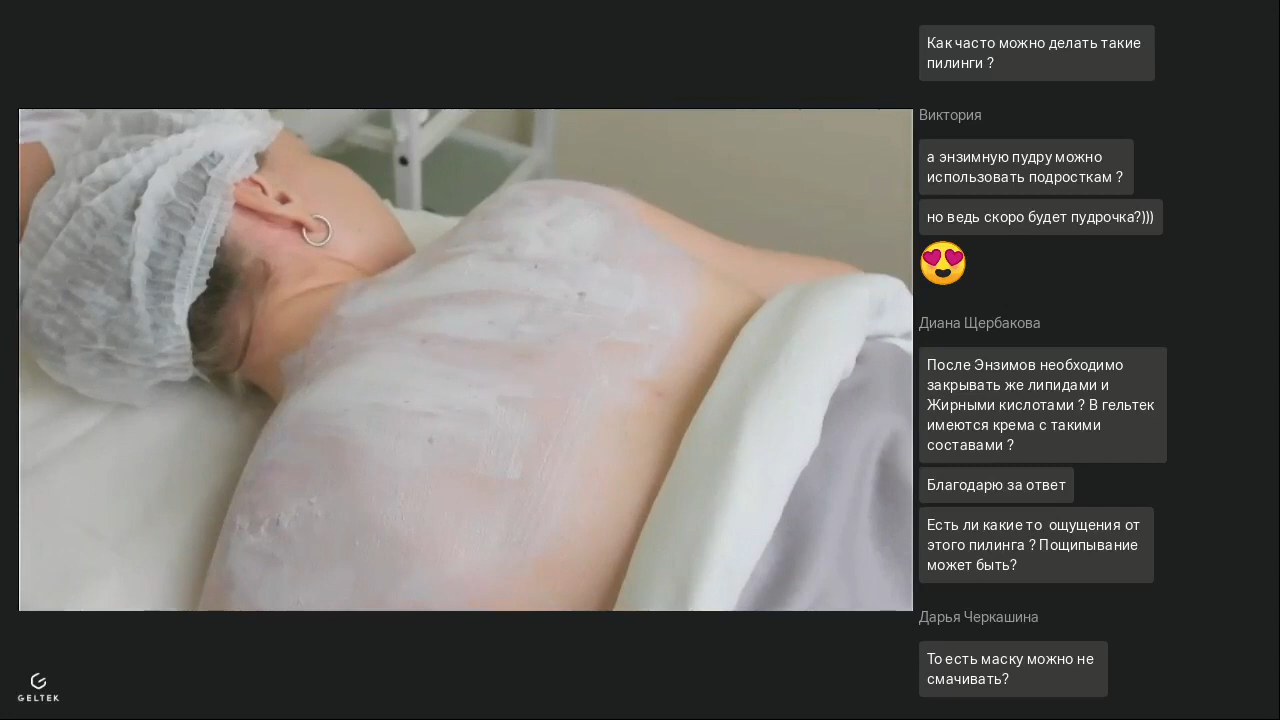 Как часто можно делать такие
пилинги ?
Виктория
а энзимную пудру можно
использовать подросткам ?
но ведь скоро будет пудрочка?)))
Диана Щербакова
После Энзимов необходимо
закрывать же липидами и
Жирными кислотами ? В гельтек
имеются крема с такими
составами ?
Благодарю за ответ
Есть ли какие то  ощущения от
этого пилинга ? Пощипывание
может быть?
Дарья Черкашина
То есть маску можно не
смачивать?
GELTEK